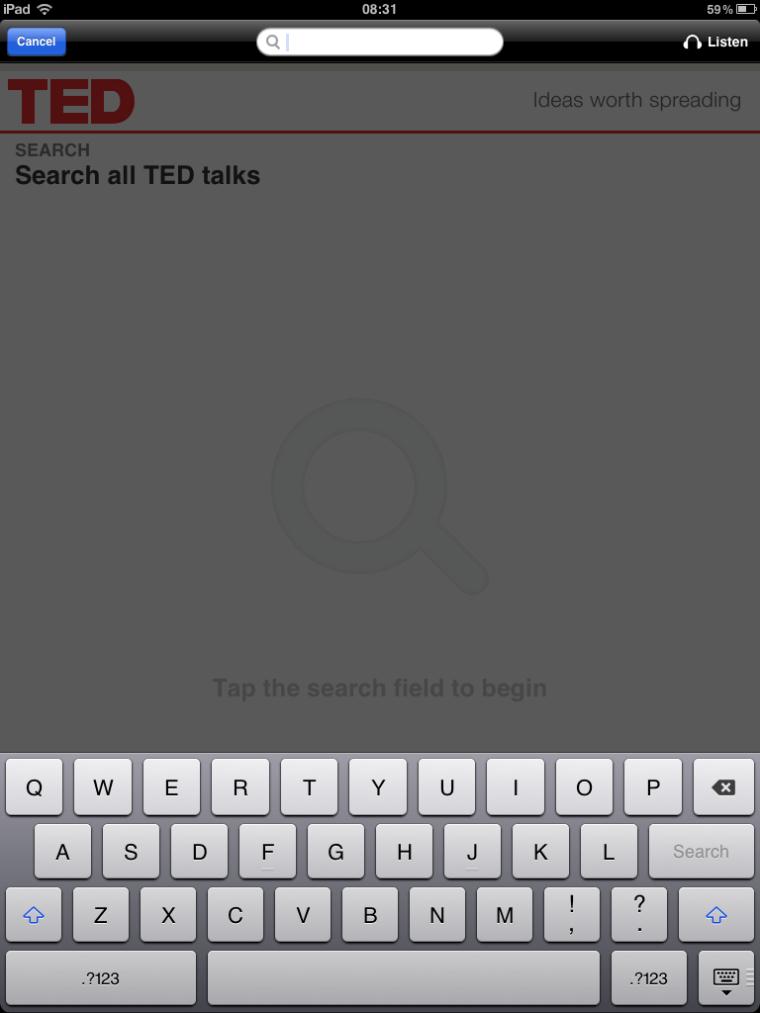 iPad 08:31 59%
Cancel Listen
TED Ideas worth spreading
SEARCH
Search all TED talks
Tap the search field to begin
Q W E R T Y U I O P
A S D F G H J K L Search
Z X C V B N M ! , ? .
.?123 .?123